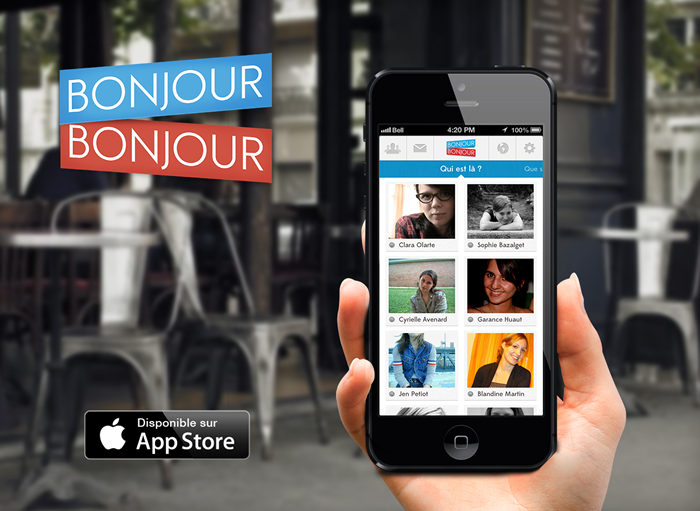 BONJOUR
BONJOUR
Bell
4:20 PM
100%
BONJOUR
BONJOUR
Qui est là ?
Que s
Clara Olarte
Sophie Bazalget
Cyrielle Avenard
Garance Huaut
Jen Petiot
Blandine Martin
Disponible sur
App Store